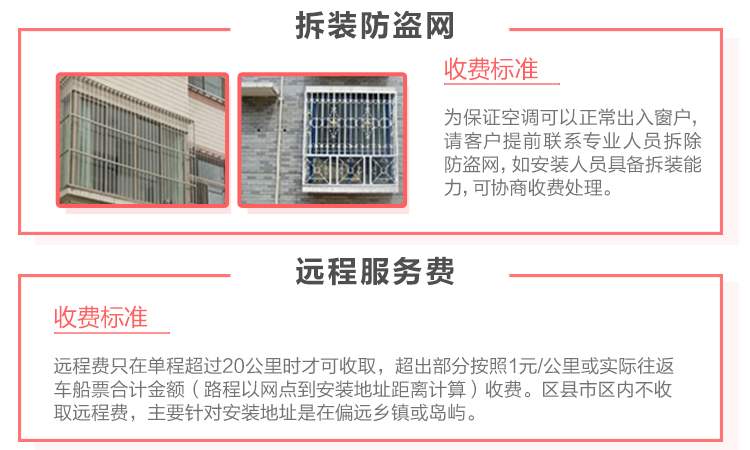 拆装防盗网
收费标准
为保证空调可以正常出入窗户,
请客户提前联系专业人员拆除
防盗网, 如安装人员具备拆装能
力, 可协商收费处理。
远程服务费
收费标准
远程费只在单程超过20公里时才可收取，超出部分按照1元/公里或实际往返
车船票合计金额（路程以网点到安装地址距离计算）收费。区县市区内不收
取远程费，主要针对安装地址是在偏远乡镇或岛屿。